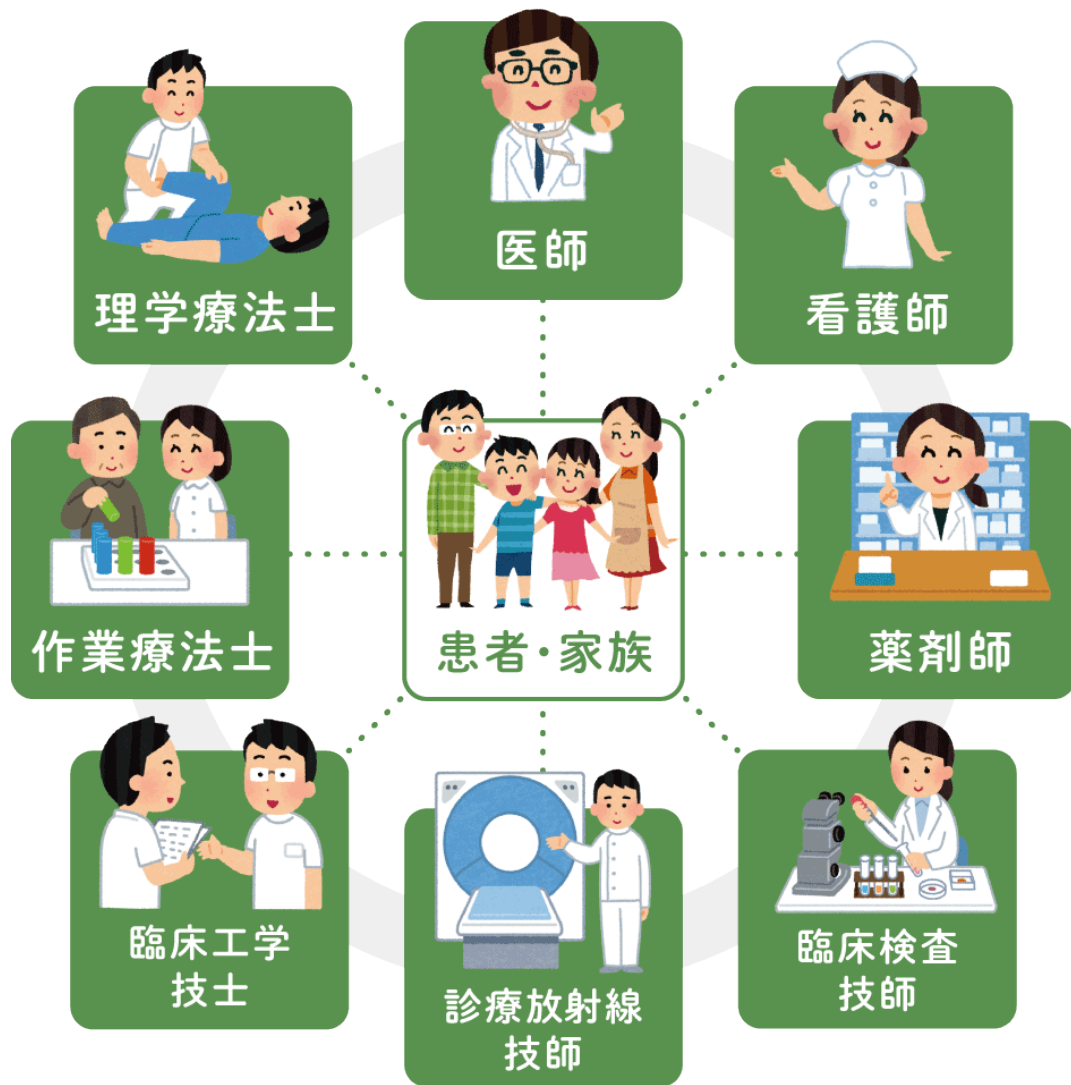 医師
理学療法士
看護師
患者・家族
作業療法士
薬剤師
臨床工学
技士
診療放射線
技師
臨床検査
技師